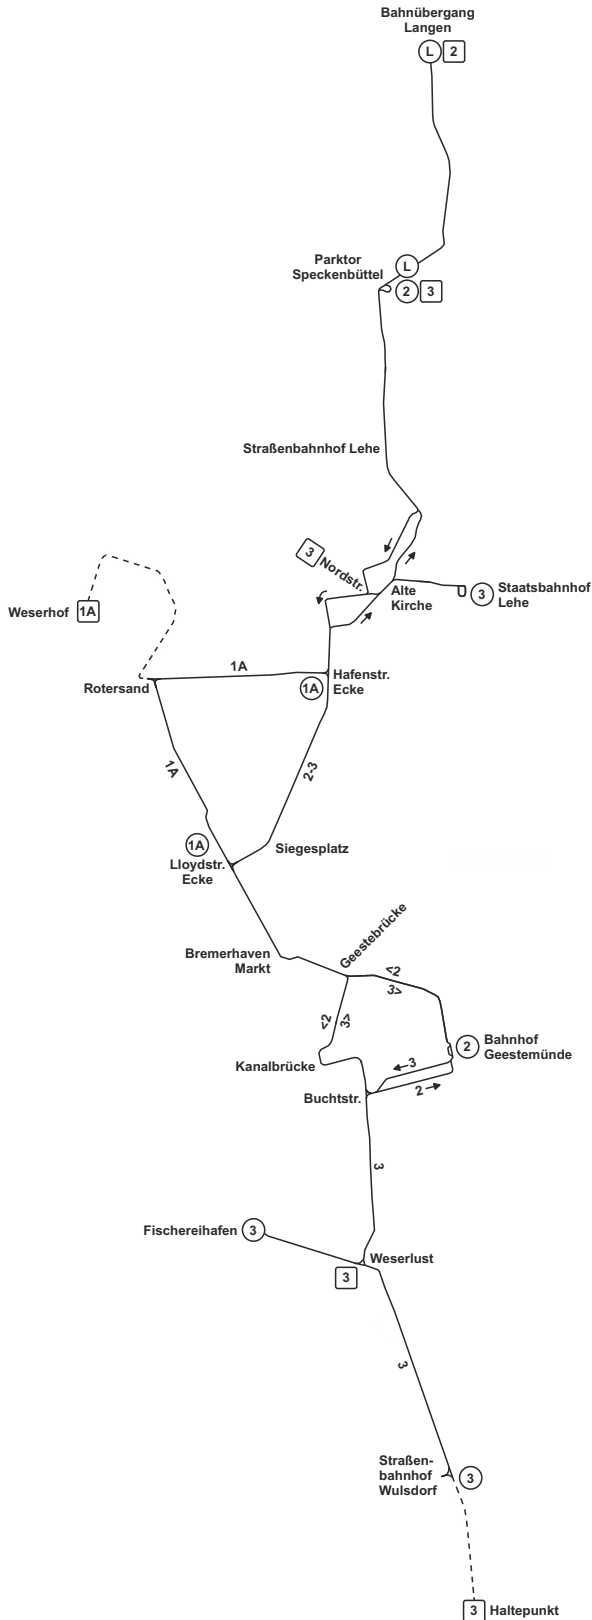 Bahnübergang
Langen
L 2
Parktor
Speckenbüttel
L
2 3
Straßenbahnhof Lehe
3 Nordstr.
Alte
Kirche
3 Staatsbahnhof
Lehe
Weserhof 1A
1A
Rotersand
Hafenstr.
Ecke
1A
1A
2-3
1A
Lloydstr.
Ecke
Siegesplatz
Bremerhaven
Markt
Geestebrücke
<2
3>
<2
3>
2 Bahnhof
Geestemünde
Kanalbrücke
3
2
Buchtstr.
3
Fischereihafen 3
Weserlust
3
3
Straßen-
bahnhof
Wulsdorf
3
3 Haltepunkt